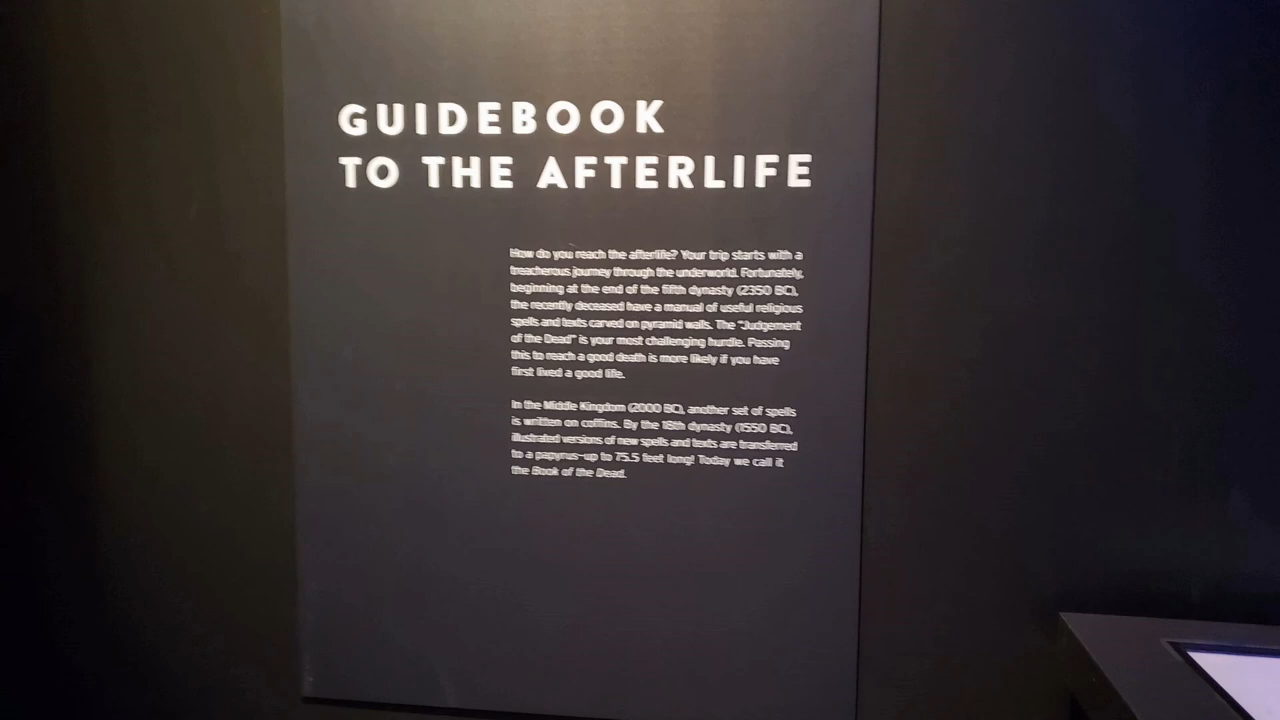 GUIDEBOOK
TO THE AFTERLIFE
How do you reach the afterlife? Your trip starts with a
treacherous journey through the underworld. Fortunately,
beginning at the end of the fifth dynasty (2350 BC),
the recently deceased have a manual of useful religious
spells and texts carved on pyramid walls. The "Judgement
of the Dead" is your most challenging hurdle. Passing
this to reach a good death is more likely if you have
first lived a good life.
In the Middle Kingdom (2000 BC), another set of spells
is written on coffins. By the 18th dynasty (1550 BC),
illustrated versions of new spells and texts are transferred
to a papyrus–up to 75.5 feet long! Today we call it
the Book of the Dead.